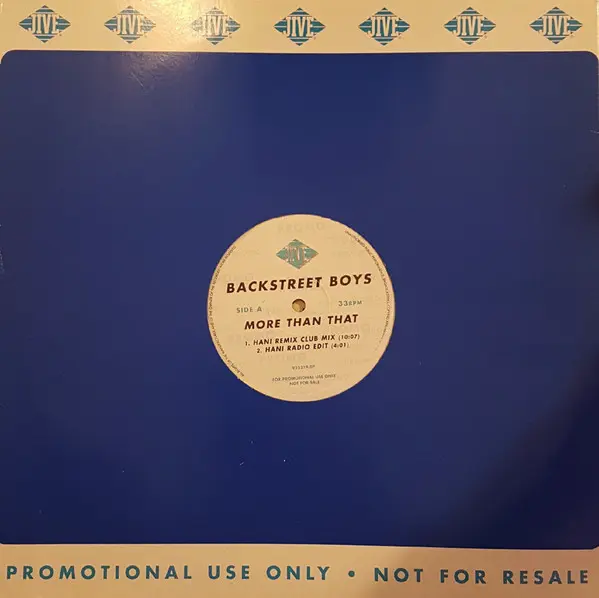 JIVE JIVE JIVE JIVE JIVE JIVE JIVE
JIVE
BACKSTREET BOYS
SIDE A 33RPM
MORE THAN THAT
1. HANI REMIX CLUB MIX (10:07)
2. HANI RADIO EDIT (4:01)
FOR PROMOTIONAL USE ONLY
NOT FOR SALE
PROMOTIONAL USE ONLY • NOT FOR RESALE